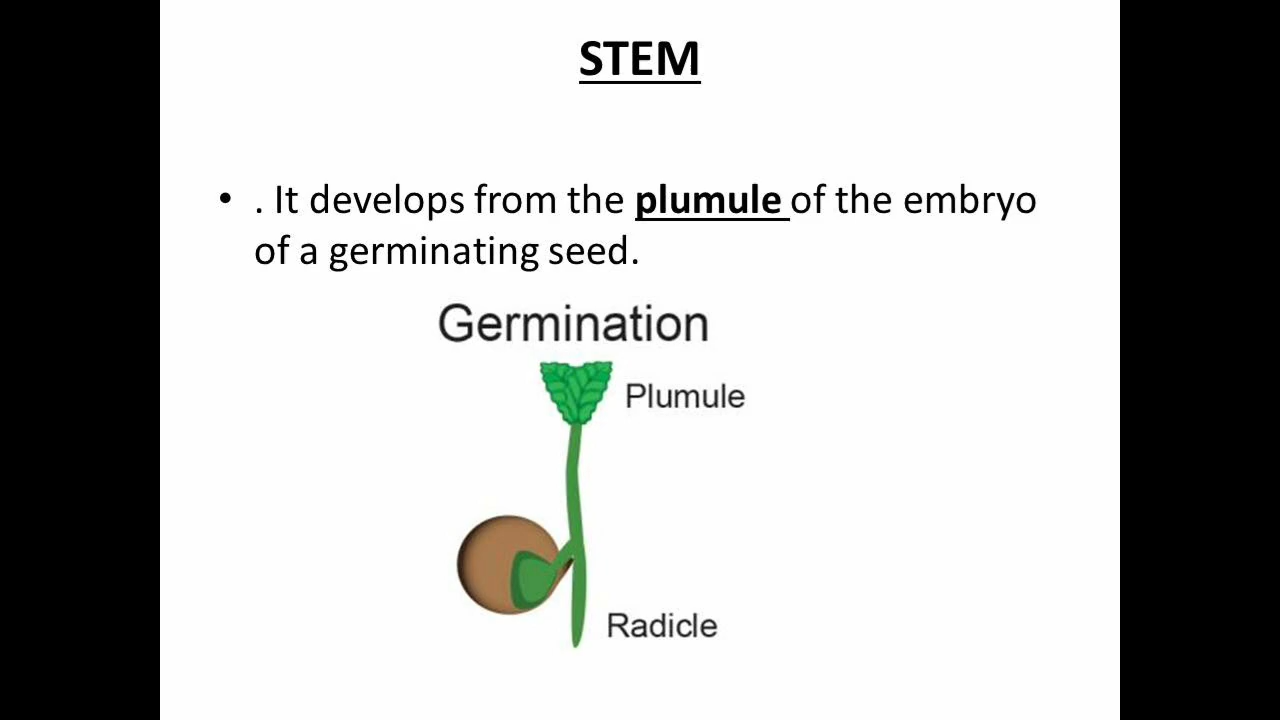 STEM
• . It develops from the plumule of the embryo
of a germinating seed.
Germination
Plumule
Radicle